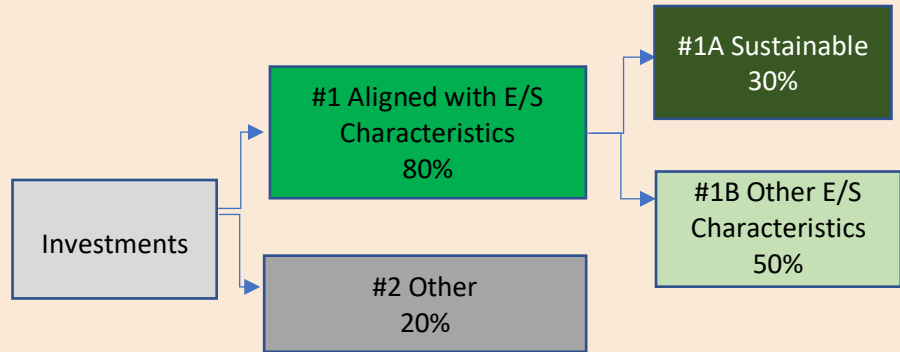 Investments
#1 Aligned with E/S
Characteristics
80%
#2 Other
20%
#1A Sustainable
30%
#1B Other E/S
Characteristics
50%